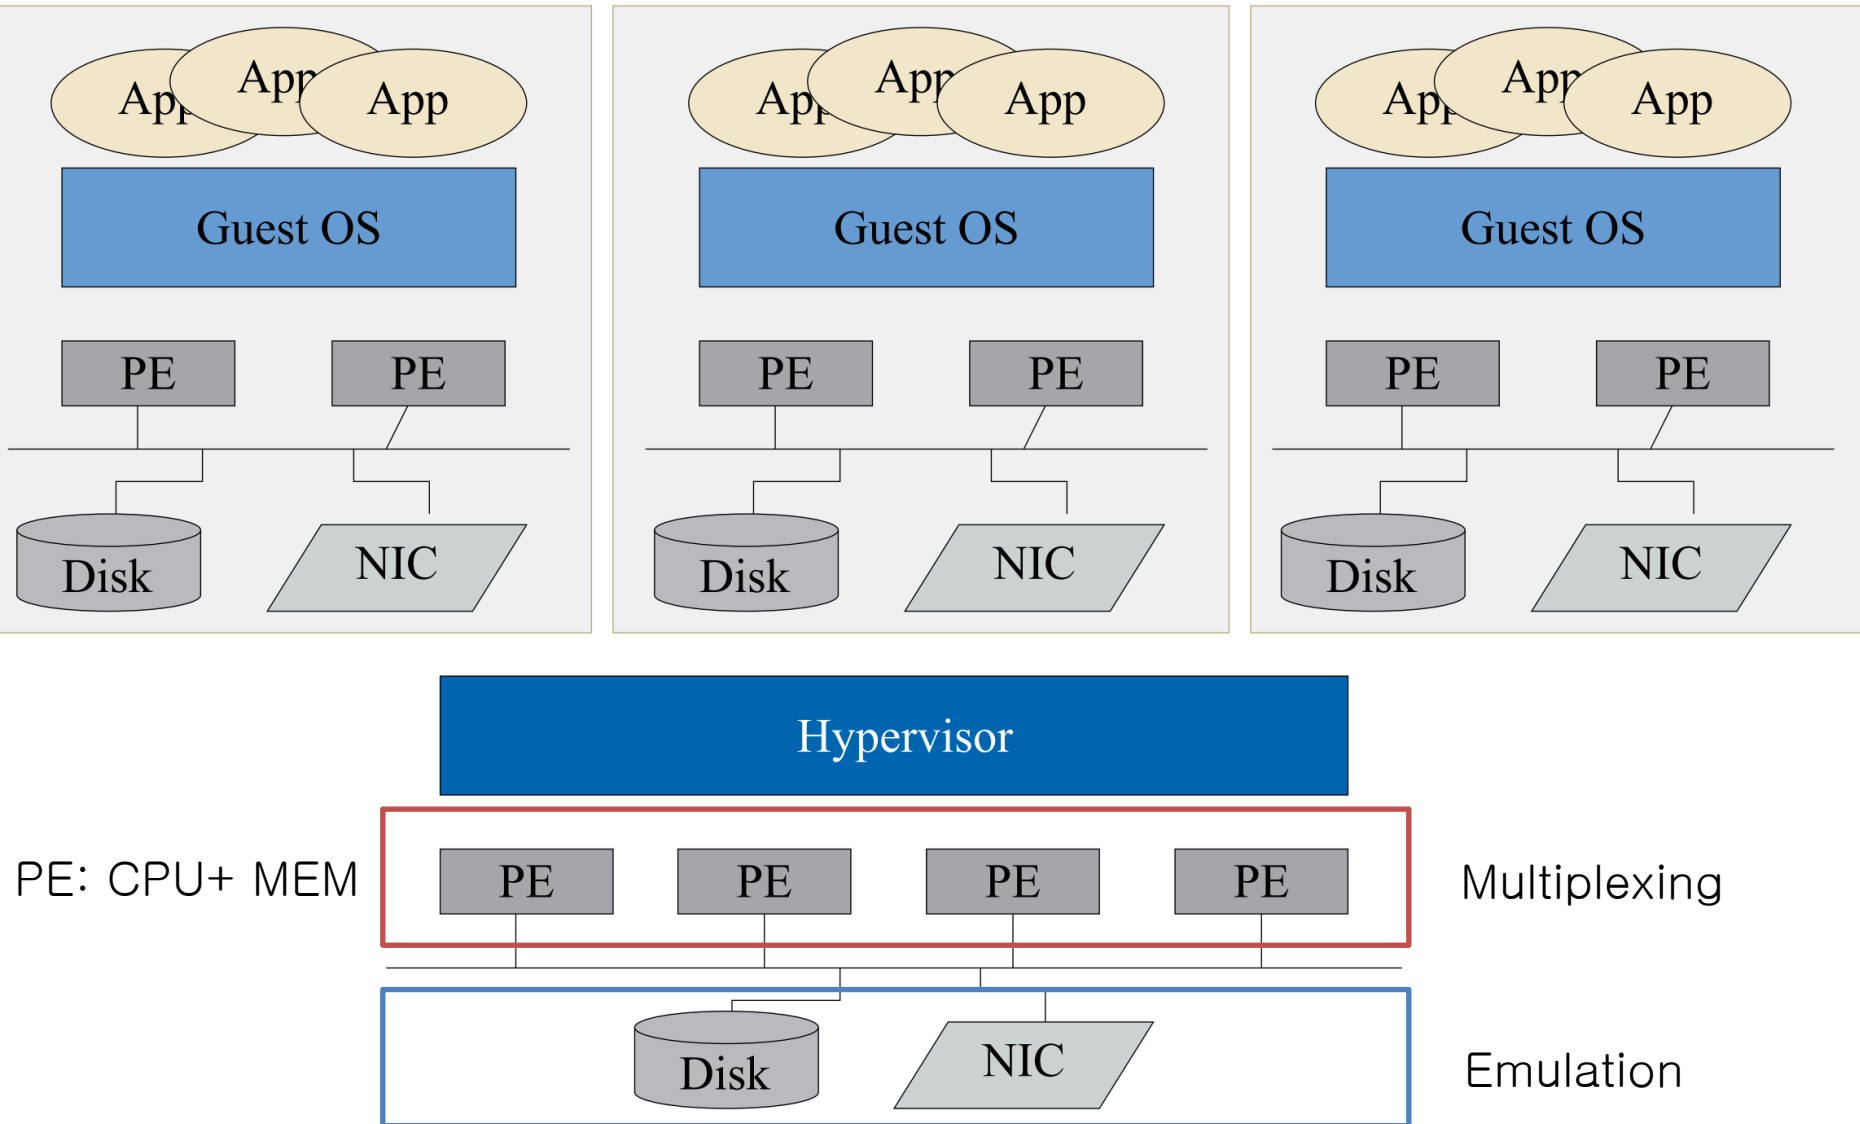 App App App App App App App App App
Guest OS Guest OS Guest OS
PE PE PE PE PE PE
Disk NIC Disk NIC Disk NIC
Hypervisor
PE: CPU+ MEM PE PE PE PE Multiplexing
Disk NIC Emulation